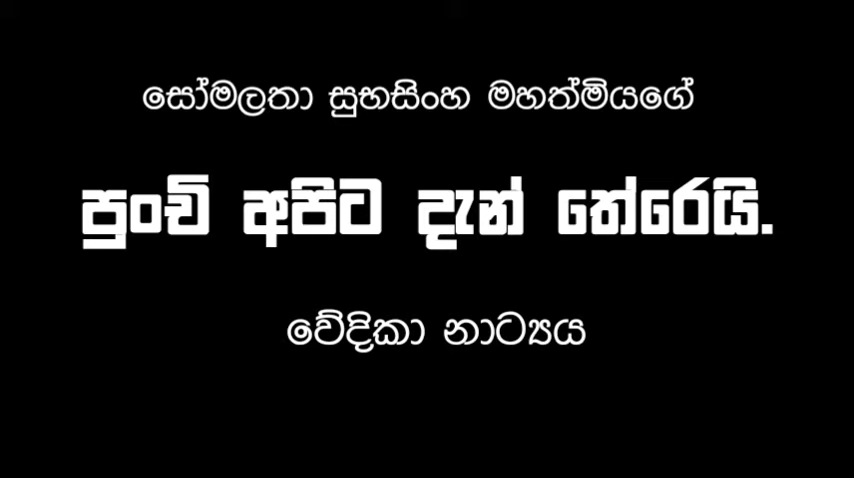 සෝමලතා සුභසිංහ මහත්මියගේ
පුංචි අපිට දැන් තේරෙයි.
වේදිකා නාට්‍යය